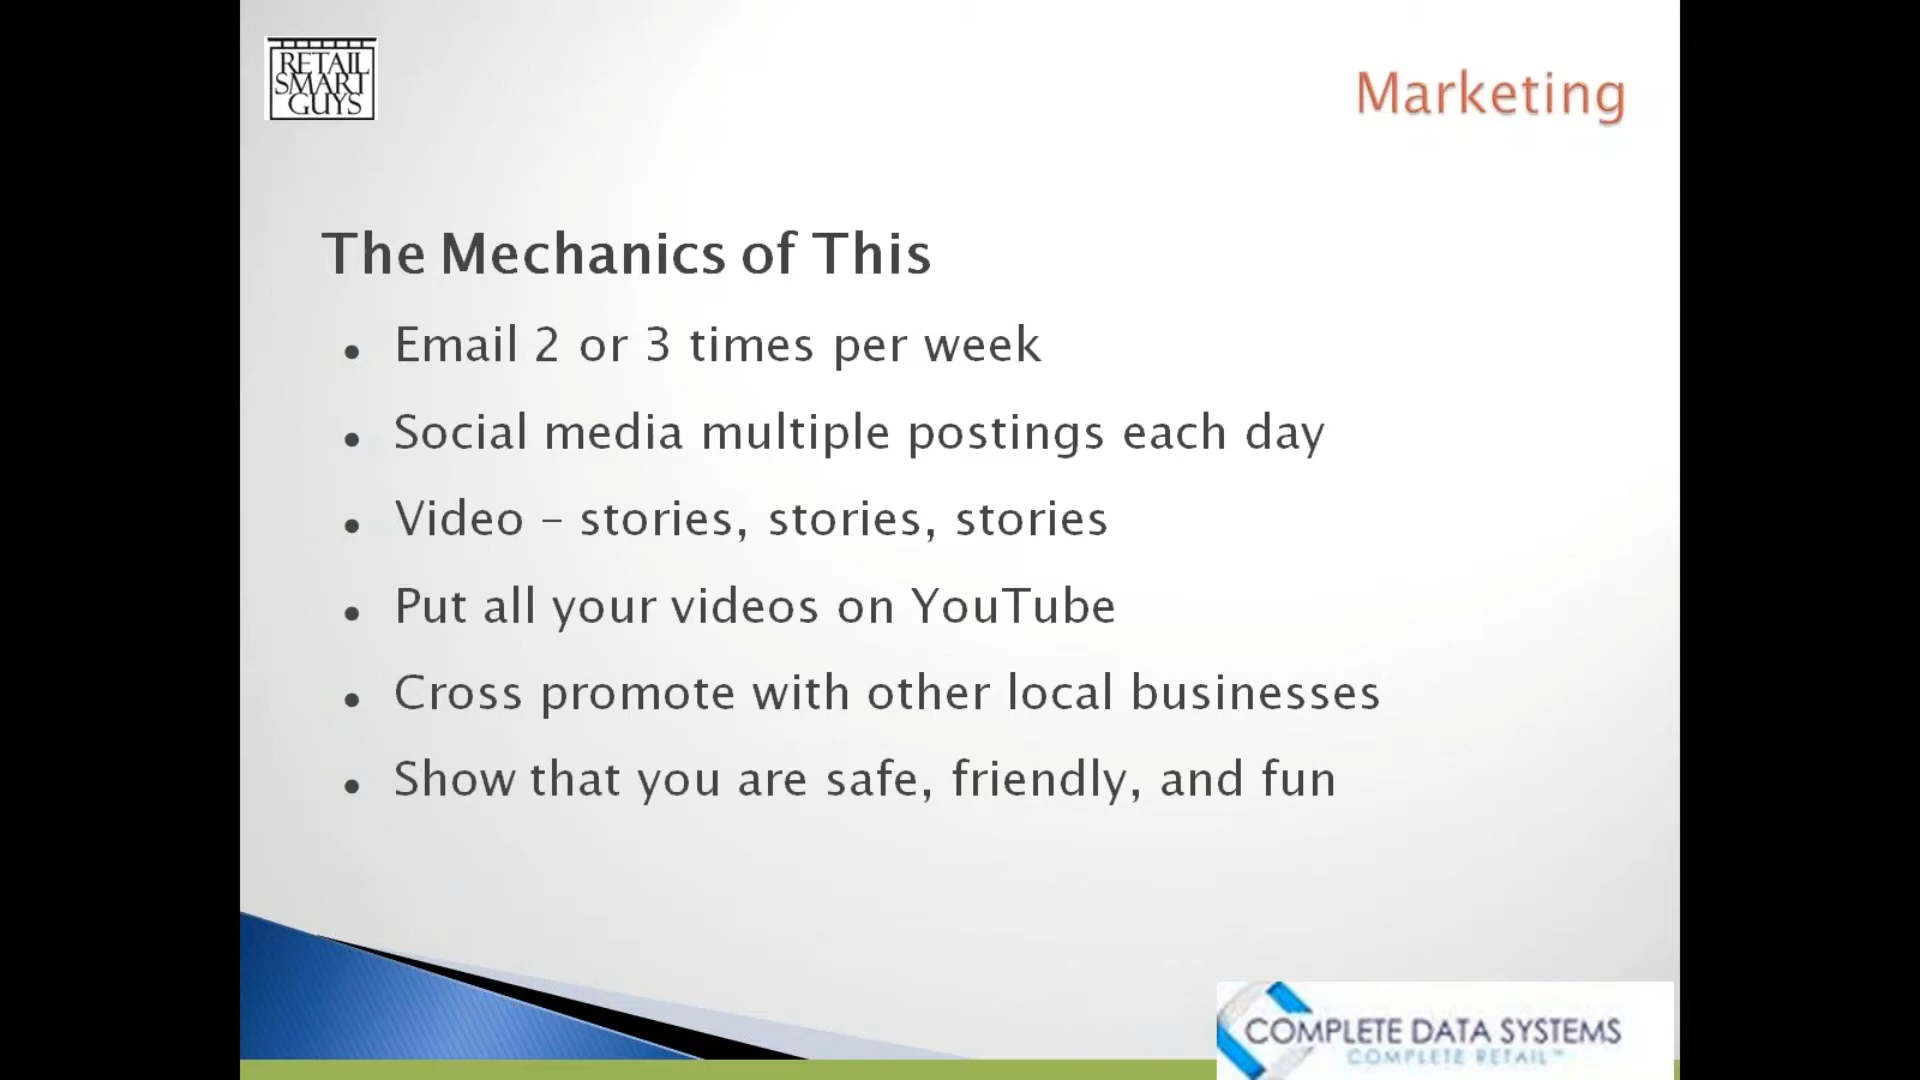 RETAIL
SMART
GUYS
Marketing
The Mechanics of This
• Email 2 or 3 times per week
• Social media multiple postings each day
• Video – stories, stories, stories
• Put all your videos on YouTube
• Cross promote with other local businesses
• Show that you are safe, friendly, and fun
COMPLETE DATA SYSTEMS
COMPLETE RETAIL™